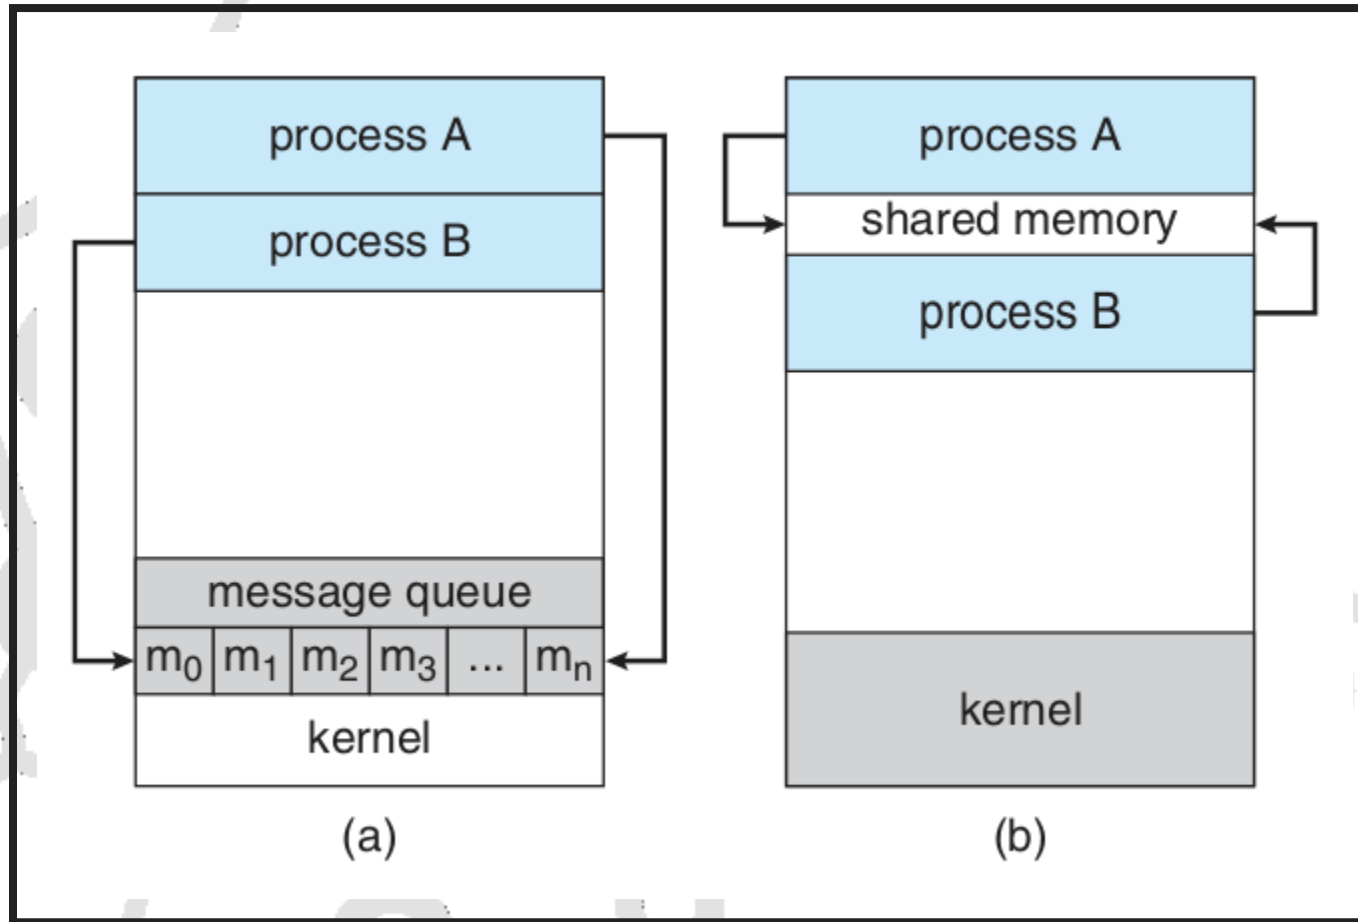 process A
process B
message queue
m0 m1 m2 m3 ... mn
kernel
(a)
process A
shared memory
process B
kernel
(b)